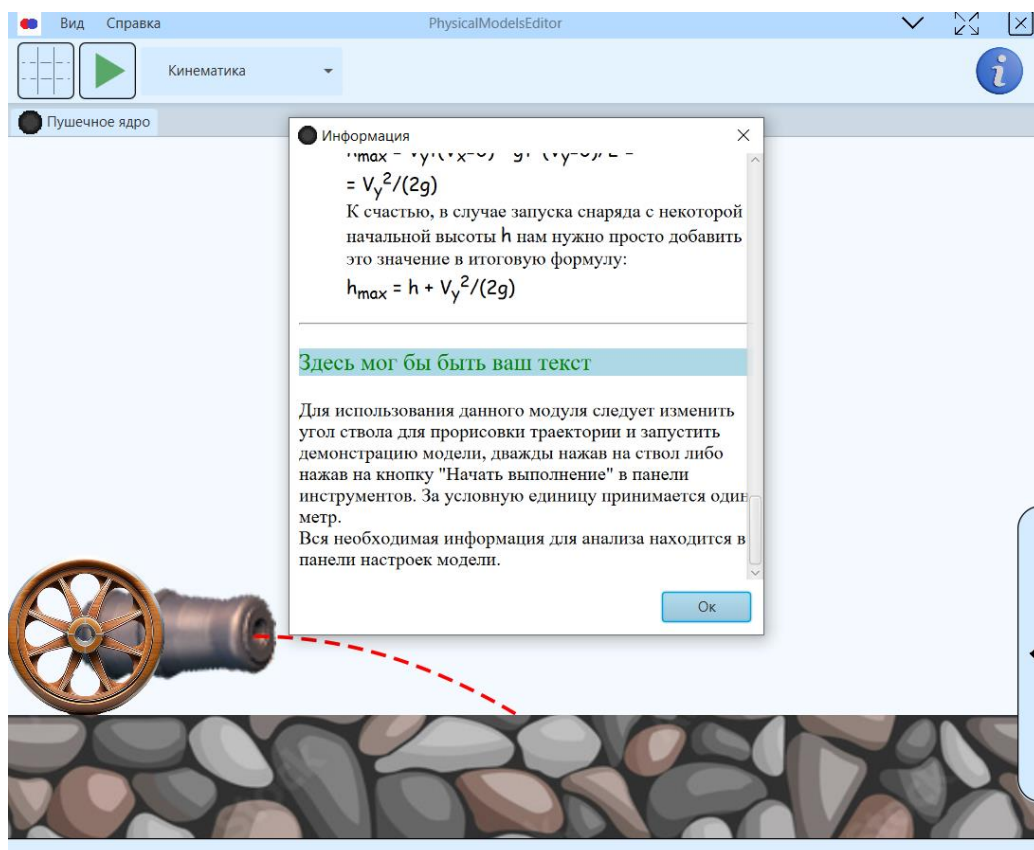 Вид Справка PhysicalModelsEditor
Кинематика
Пушечное ядро
Информация
= Vy²/(2g)
К счастью, в случае запуска снаряда с некоторой
начальной высоты h нам нужно просто добавить
это значение в итоговую формулу:
hmax = h + Vy²/(2g)
Здесь мог бы быть ваш текст
Для использования данного модуля следует изменить
угол ствола для прорисовки траектории и запустить
демонстрацию модели, дважды нажав на ствол либо
нажав на кнопку "Начать выполнение" в панели
инструментов. За условную единицу принимается один
метр.
Вся необходимая информация для анализа находится в
панели настроек модели.
Ок